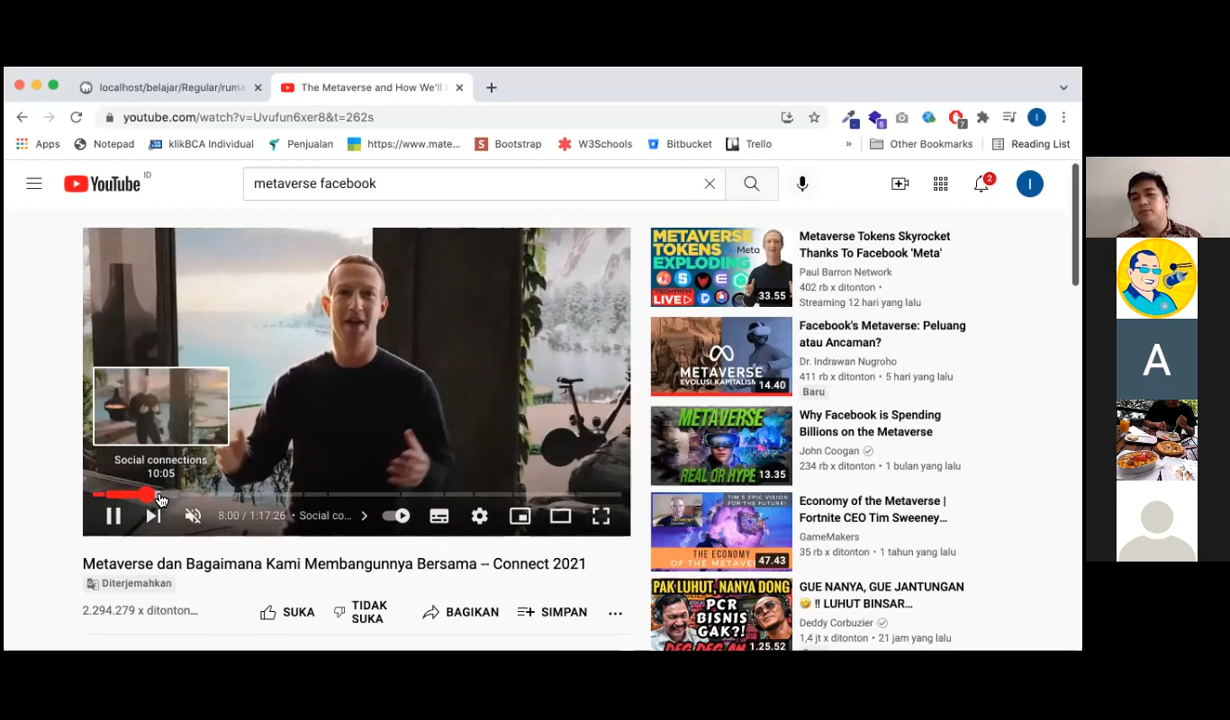 localhost/belajar/Regular/ruma
The Metaverse and How We'll
youtube.com/watch?v=Uvufun6xer8&t=262s
Apps
Notepad
klikBCA Individual
Penjualan
https://www.mate...
Bootstrap
W3Schools
Bitbucket
Trello
»
Other Bookmarks
Reading List
YouTube ID
metaverse facebook
2
I
Social connections
10:05
8:00 / 1:17:26 • Social co...
Metaverse dan Bagaimana Kami Membangunnya Bersama -- Connect 2021
Diterjemahkan
2.294.279 x ditonton...
SUKA
TIDAK
SUKA
BAGIKAN
SIMPAN
METAVERSE
TOKENS
EXPLODING
Meta
LIVE
33.55
Metaverse Tokens Skyrocket
Thanks To Facebook 'Meta'
Paul Barron Network
402 rb x ditonton •
Streaming 12 hari yang lalu
METAVERSE
EVOLUSI KAPITALISM
14.40
Facebook's Metaverse: Peluang
atau Ancaman?
Dr. Indrawan Nugroho
411 rb x ditonton • 5 hari yang lalu
Baru
METAVERSE
REAL OR HYPE
13.35
Why Facebook is Spending
Billions on the Metaverse
John Coogan
234 rb x ditonton • 1 bulan yang lalu
TIM'S EPIC VISION
FOR THE FUTURE!
THE ECONOMY
OF THE METAVERSE
47.43
Economy of the Metaverse |
Fortnite CEO Tim Sweeney...
GameMakers
35 rb x ditonton • 1 tahun yang lalu
PAK LUHUT, NANYA DONG
PCR
BISNIS
GAK?!
DEG DEG AN
1.25.52
GUE NANYA, GUE JANTUNGAN
🤣 !! LUHUT BINSAR...
Deddy Corbuzier
1,4 jt x ditonton • 21 jam yang lalu
A